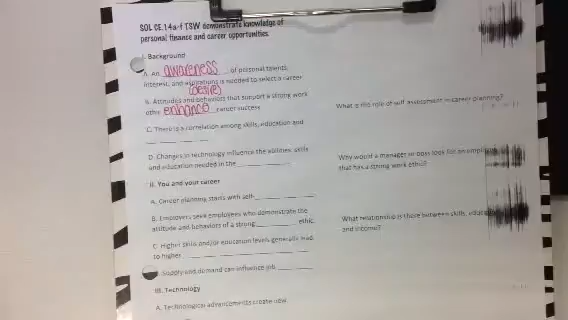 SOL CE.14a-f TSW demonstrate knowledge of
personal finance and career opportunities.
I. Background
A. An awareness of personal talents,
interest, and aspirations is needed to select a career
(desire)
B. Attitudes and behaviors that support a strong work
ethic enhance career success
What is the role of self assessment in career planning?
C. There is a correlation among skills, education and
D. Changes in technology influence the abilities, skills
and education needed in the
Why would a manager or boss look for an employee
that has a strong work ethic?
II. You and your career
A. Career planning starts with self-
B. Employers seek employees who demonstrate the
attitude and behaviors of a strong ethic.
What relationship is there between skills, education
and income?
C. Higher skills and/or education levels generally lead
to higher
Supply and demand can influence job
III. Technology
A. Technological advancements create new